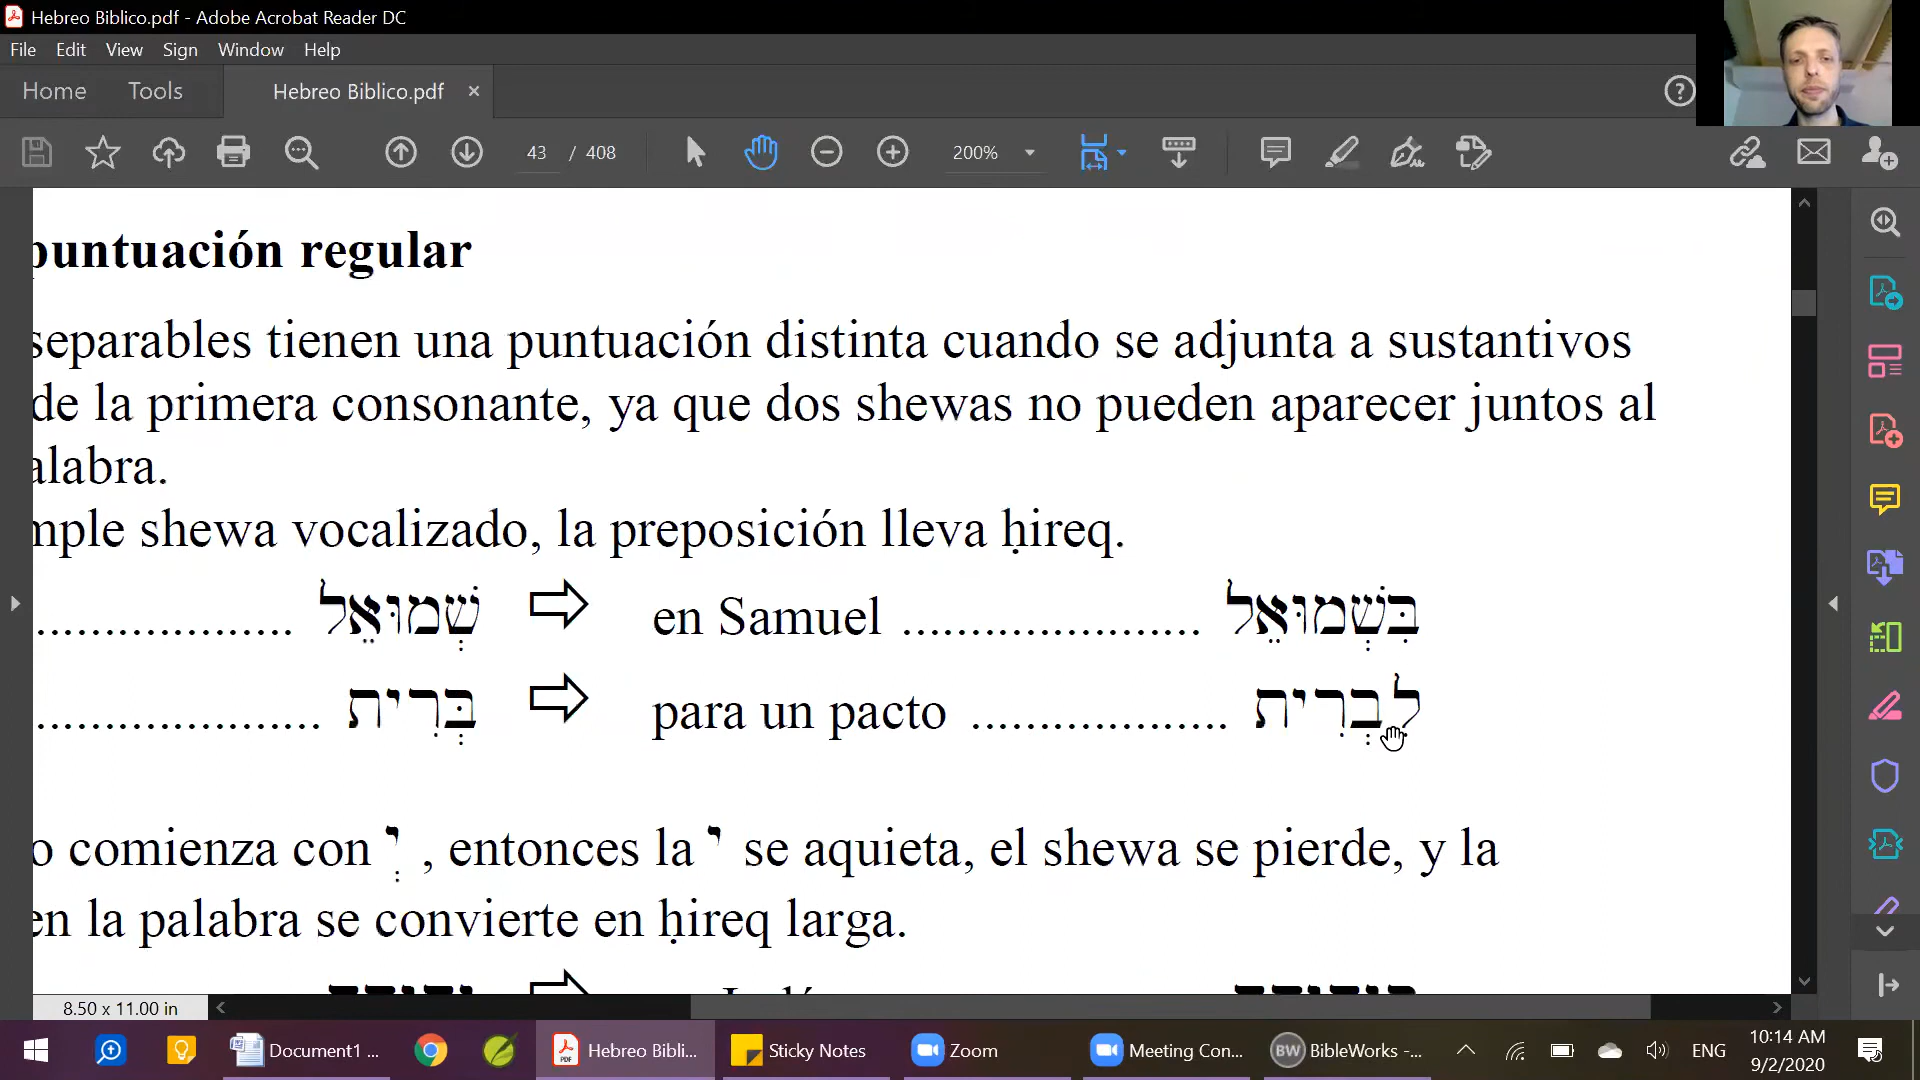 Hebreo Biblico.pdf - Adobe Acrobat Reader DC
File Edit View Sign Window Help
Home Tools Hebreo Biblico.pdf ×
43 / 408 200%
puntuación regular
separables tienen una puntuación distinta cuando se adjunta a sustantivos
de la primera consonante, ya que dos shewas no pueden aparecer juntos al
alabra.
mple shewa vocalizado, la preposición lleva ḥireq.
..................... שְׁמוּאֵל ⇨ en Samuel ........................ בִּשְׁמוּאֵל
....................... בְּרִית ⇨ para un pacto .................... לִבְרִית
o comienza con יְ , entonces la י se aquieta, el shewa se pierde, y la
en la palabra se convierte en ḥireq larga.
8.50 x 11.00 in
Document1 ... Hebreo Bibli... Sticky Notes Zoom Meeting Con... BW BibleWorks -... ENG 10:14 AM
9/2/2020